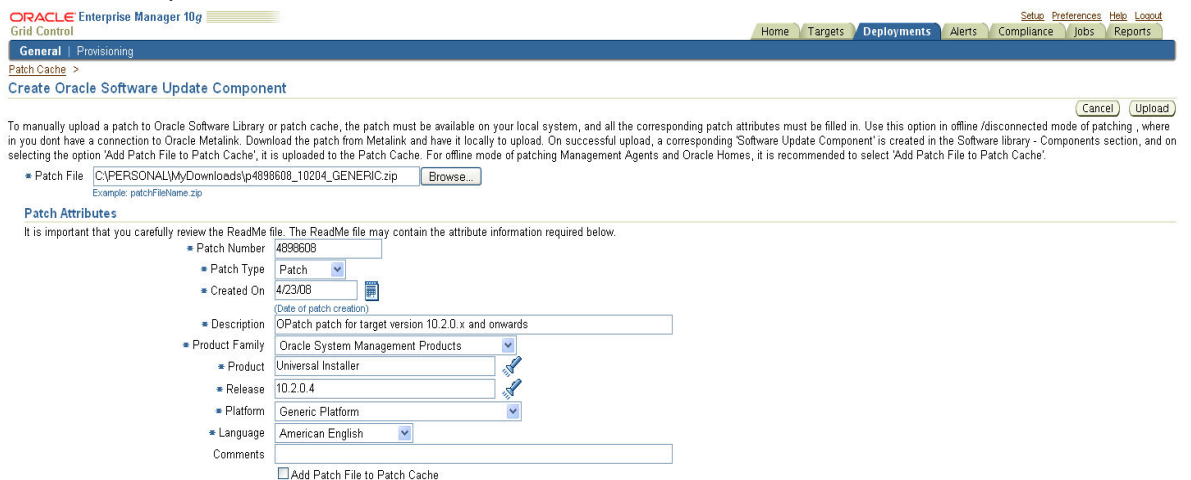 ORACLE Enterprise Manager 10g
Grid Control
Setup Preferences Help Logout
Home Targets Deployments Alerts Compliance Jobs Reports
General | Provisioning
Patch Cache >
Create Oracle Software Update Component
Cancel Upload
To manually upload a patch to Oracle Software Library or patch cache, the patch must be available on your local system, and all the corresponding patch attributes must be filled in. Use this option in offline /disconnected mode of patching , where
in you dont have a connection to Oracle Metalink. Download the patch from Metalink and have it locally to upload. On successful upload, a corresponding 'Software Update Component' is created in the Software library - Components section, and on
selecting the option 'Add Patch File to Patch Cache', it is uploaded to the Patch Cache. For offline mode of patching Management Agents and Oracle Homes, it is recommended to select 'Add Patch File to Patch Cache'.
* Patch File C:\PERSONAL\MyDownloads\p4898608_10204_GENERIC.zip Browse...
Example: patchFileName.zip
Patch Attributes
It is important that you carefully review the ReadMe file. The ReadMe file may contain the attribute information required below.
* Patch Number 4898608
* Patch Type Patch
* Created On 4/23/08
(Date of patch creation)
* Description OPatch patch for target version 10.2.0.x and onwards
* Product Family Oracle System Management Products
* Product Universal Installer
* Release 10.2.0.4
* Platform Generic Platform
* Language American English
Comments
Add Patch File to Patch Cache